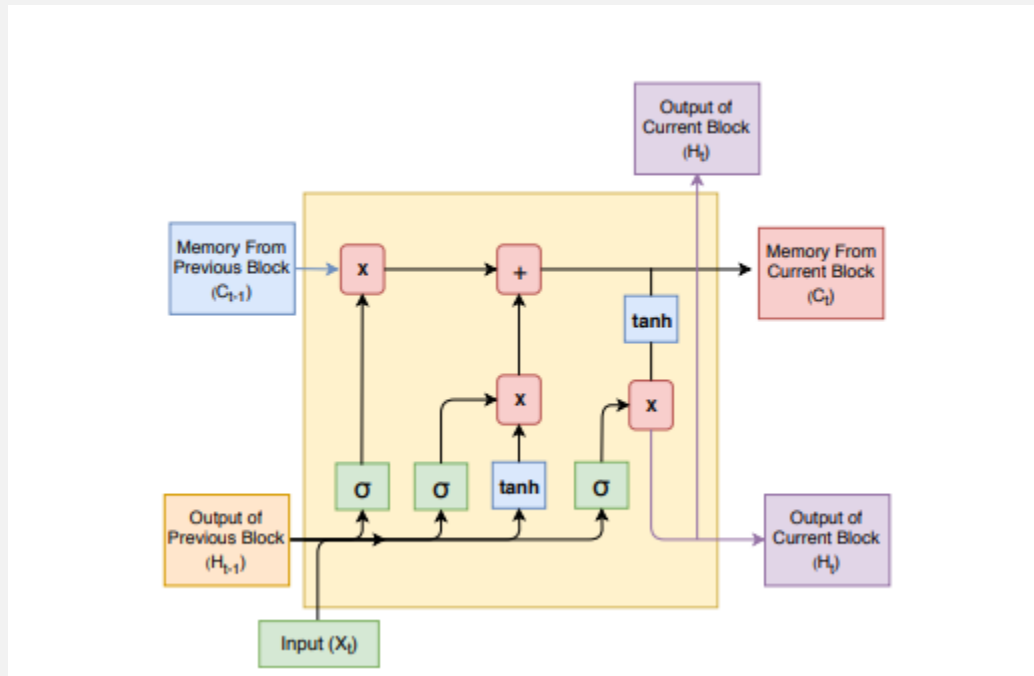 Output of
Current Block
(Hₜ)
Memory From
Previous Block
(Cₜ₋₁)
x
+
Memory From
Current Block
(Cₜ)
tanh
x
x
σ
σ
tanh
σ
Output of
Previous Block
(Hₜ₋₁)
Output of
Current Block
(Hₜ)
Input (Xₜ)